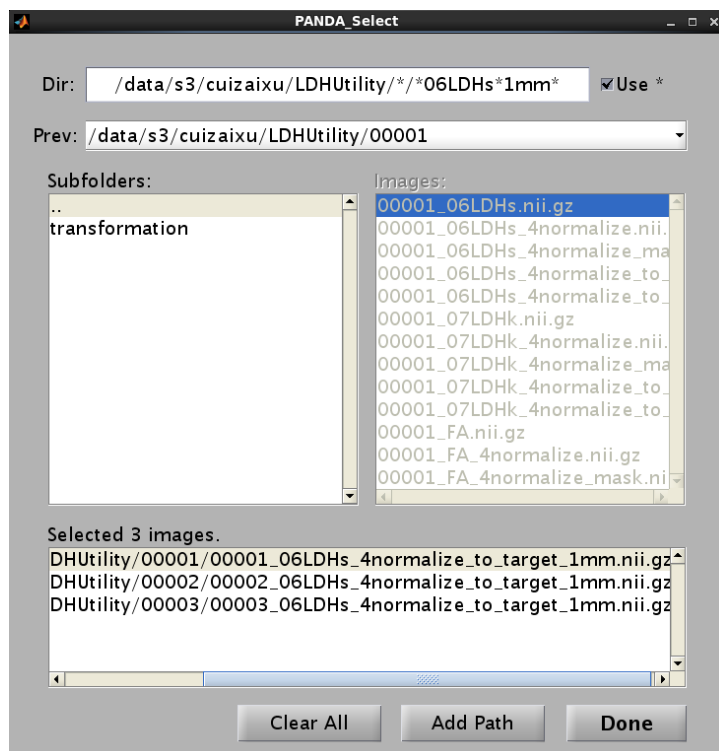 PANDA_Select
Dir: /data/s3/cuizaixu/LDHUtility/*/*06LDHs*1mm* Use *
Prev: /data/s3/cuizaixu/LDHUtility/00001
Subfolders:
..
transformation
Images:
00001_06LDHs.nii.gz
00001_06LDHs_4normalize.nii.
00001_06LDHs_4normalize_ma
00001_06LDHs_4normalize_to_
00001_06LDHs_4normalize_to_
00001_07LDHk.nii.gz
00001_07LDHk_4normalize.nii.
00001_07LDHk_4normalize_ma
00001_07LDHk_4normalize_to_
00001_07LDHk_4normalize_to_
00001_FA.nii.gz
00001_FA_4normalize.nii.gz
00001_FA_4normalize_mask.ni
Selected 3 images.
DHUtility/00001/00001_06LDHs_4normalize_to_target_1mm.nii.gz
DHUtility/00002/00002_06LDHs_4normalize_to_target_1mm.nii.gz
DHUtility/00003/00003_06LDHs_4normalize_to_target_1mm.nii.gz
Clear All Add Path Done